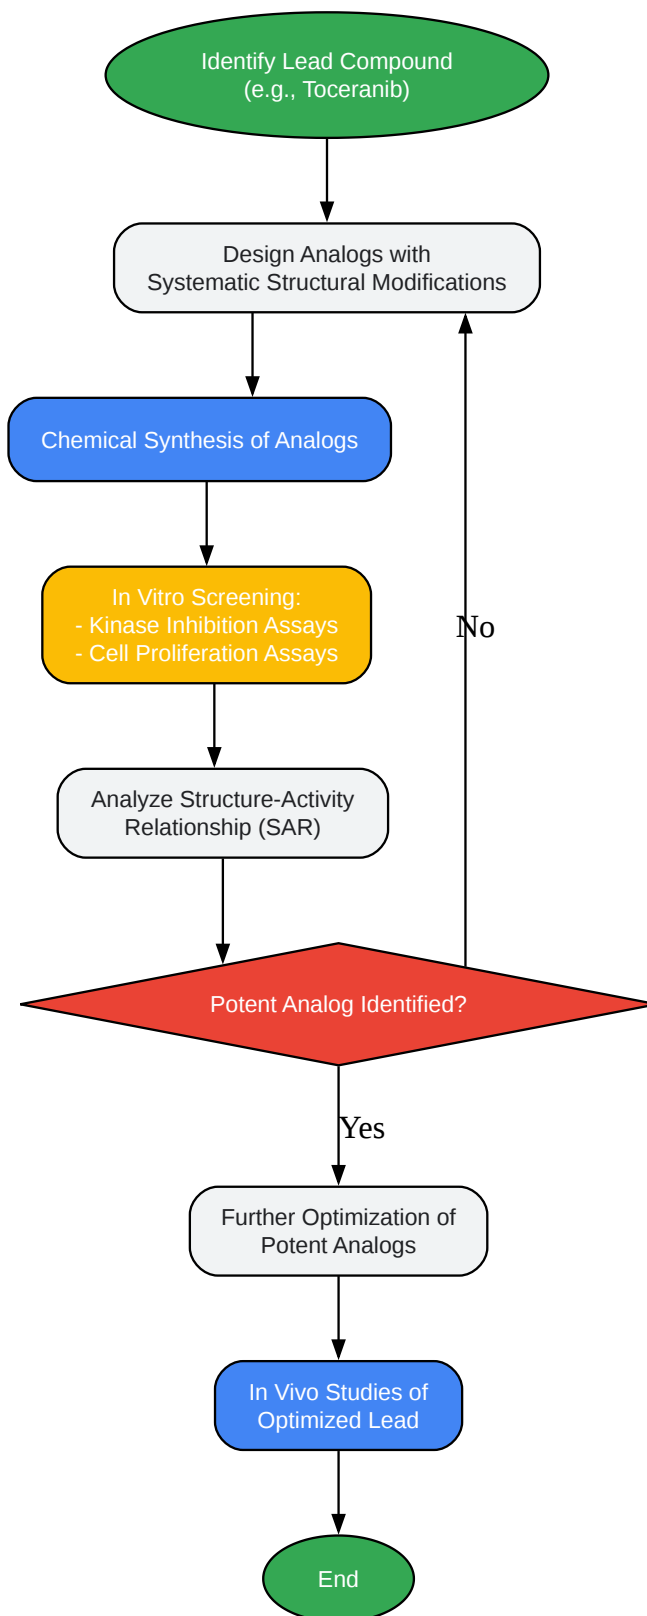 Identify Lead Compound
(e.g., Toceranib)
Design Analogs with
Systematic Structural Modifications
Chemical Synthesis of Analogs
In Vitro Screening:
- Kinase Inhibition Assays
- Cell Proliferation Assays
No
Analyze Structure-Activity
Relationship (SAR)
Potent Analog Identified?
Yes
Further Optimization of
Potent Analogs
In Vivo Studies of
Optimized Lead
End